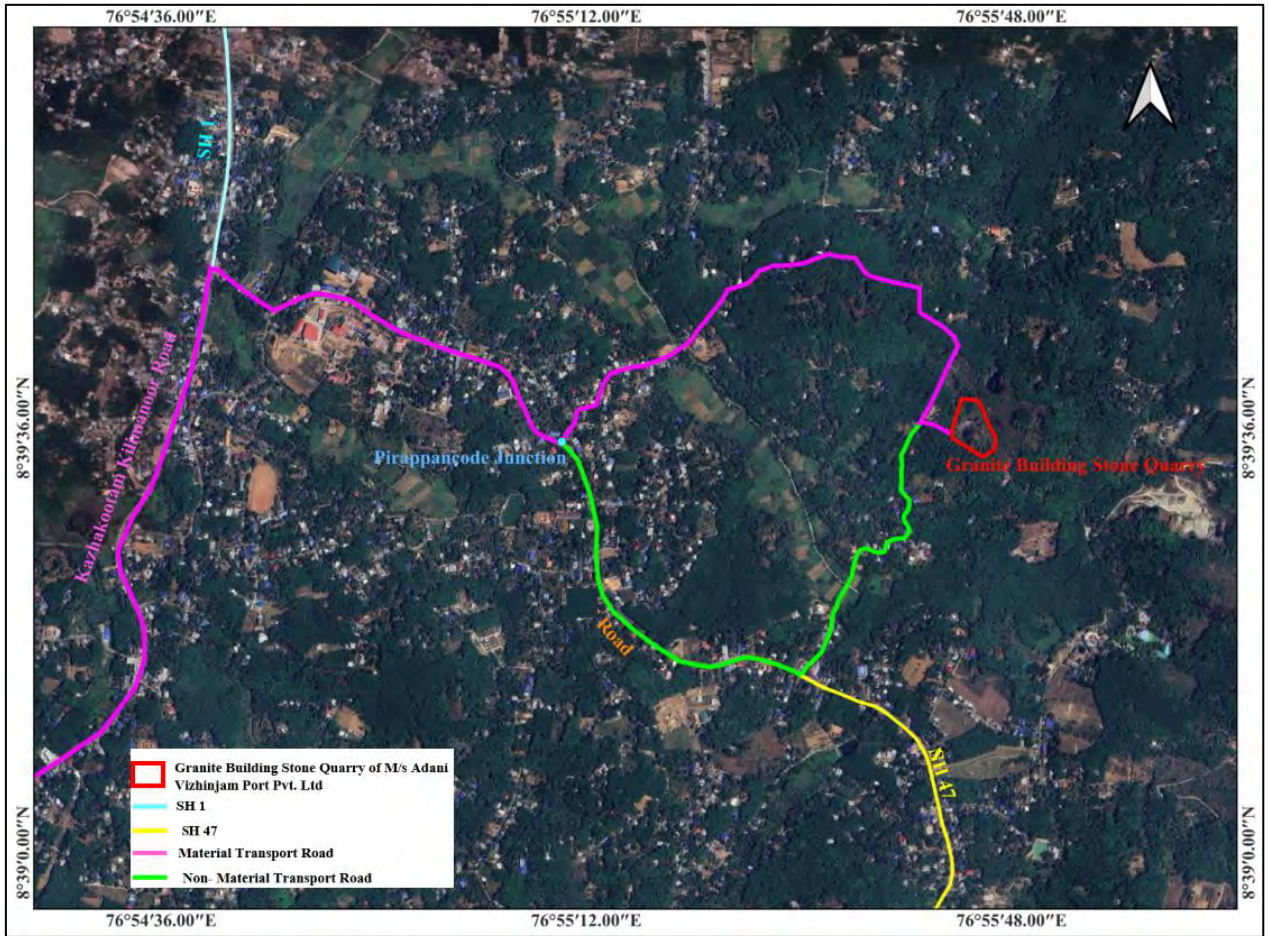 76°54′36.00″E
76°55′12.00″E
76°55′48.00″E
SH 1
8°39′36.00″N
8°39′36.00″N
Kazhakootam Kilimanoor Road
Pirappancode Junction
Granite Building Stone Quarry
Road
SH 47
Granite Building Stone Quarry of M/s Adani
Vizhinjam Port Pvt. Ltd
SH 1
SH 47
Material Transport Road
Non- Material Transport Road
8°39′0.00″N
8°39′0.00″N
76°54′36.00″E
76°55′12.00″E
76°55′48.00″E